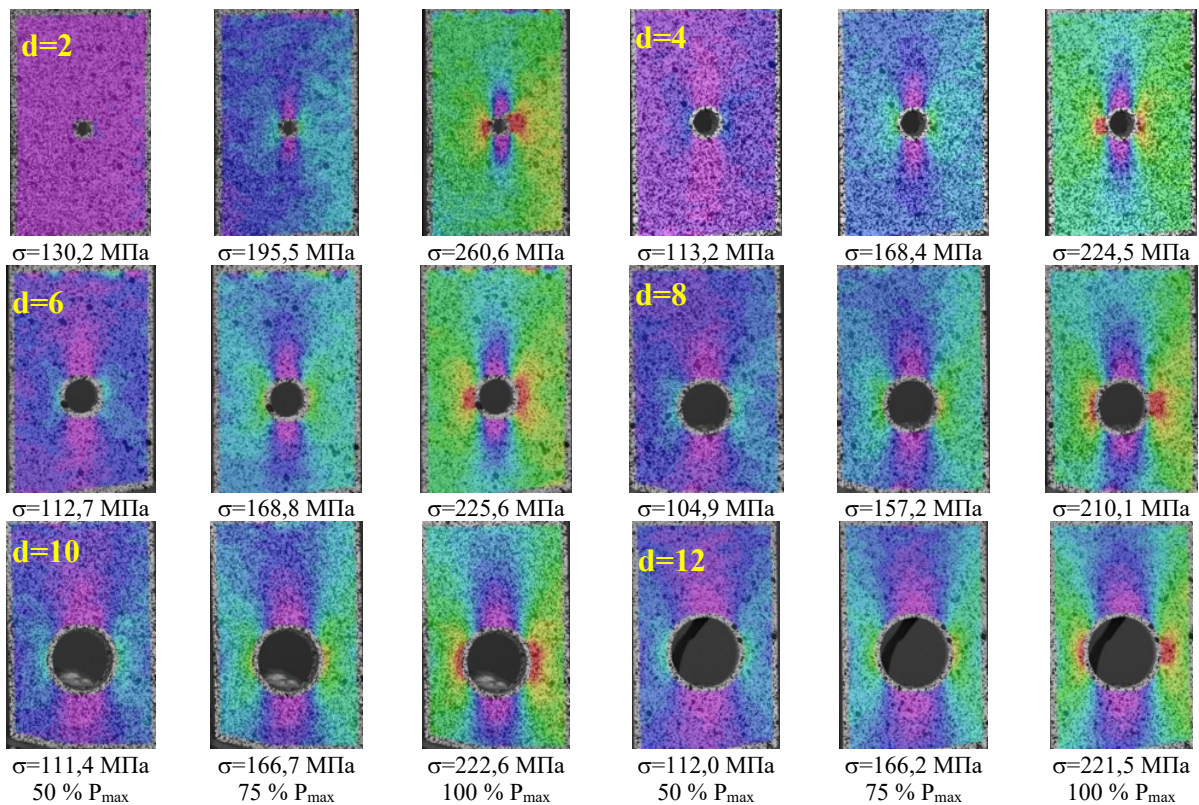 d=2
d=4
σ=130,2 МПа σ=195,5 МПа σ=260,6 МПа σ=113,2 МПа σ=168,4 МПа σ=224,5 МПа
d=6
d=8
σ=112,7 МПа σ=168,8 МПа σ=225,6 МПа σ=104,9 МПа σ=157,2 МПа σ=210,1 МПа
d=10
d=12
σ=111,4 МПа σ=166,7 МПа σ=222,6 МПа σ=112,0 МПа σ=166,2 МПа σ=221,5 МПа
50 % Pmax 75 % Pmax 100 % Pmax 50 % Pmax 75 % Pmax 100 % Pmax